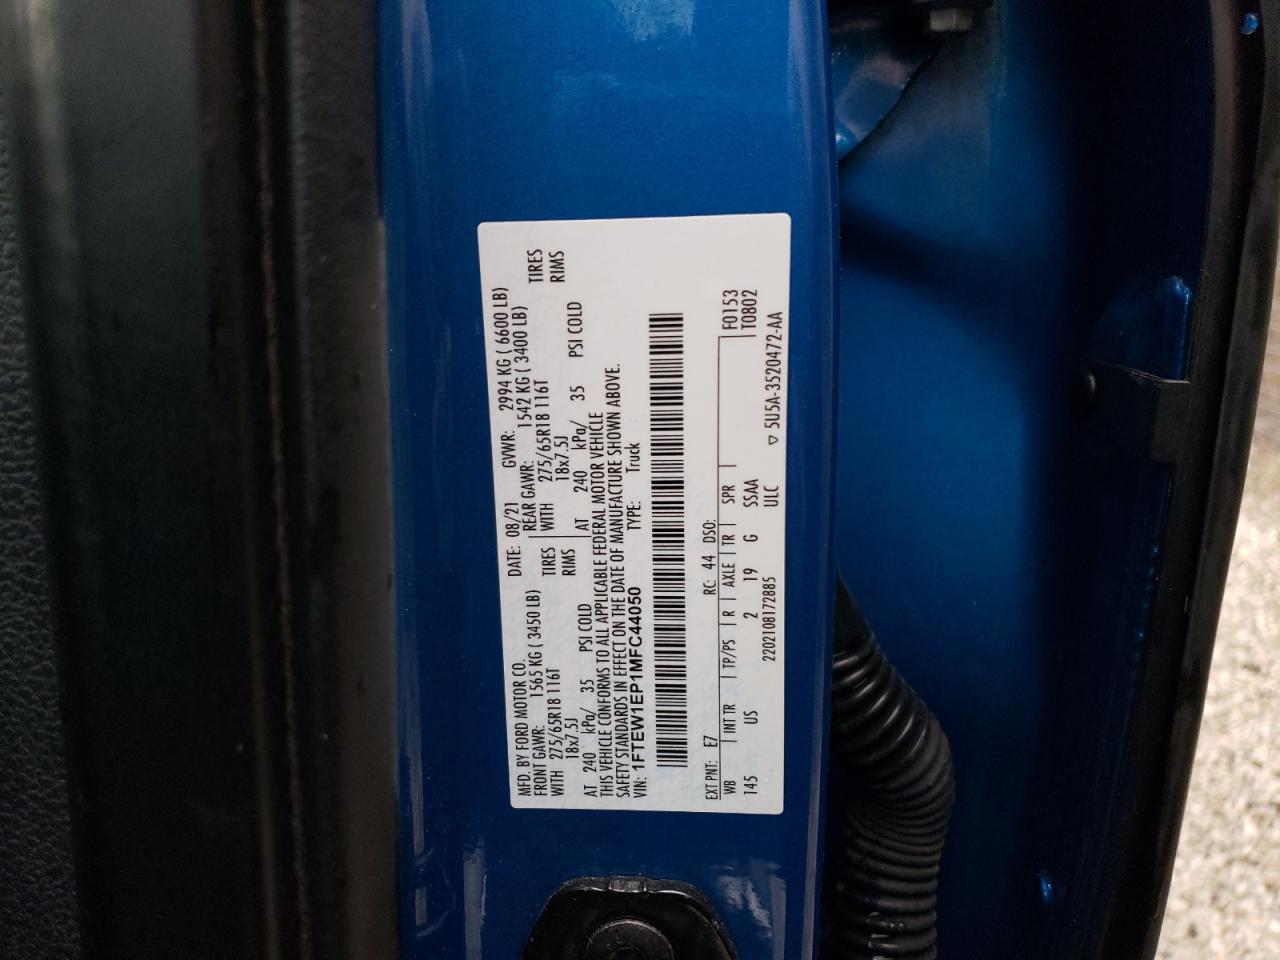 MFD. BY FORD MOTOR CO. DATE: 08/21 GVWR: 2994 KG ( 6600 LB)
FRONT GAWR: 1565 KG ( 3450 LB) REAR GAWR: 1542 KG ( 3400 LB)
WITH 275/65R18 116T TIRES WITH 275/65R18 116T TIRES
18x7.5J RIMS 18x7.5J RIMS
AT 240 kPa/ 35 PSI COLD AT 240 kPa/ 35 PSI COLD
THIS VEHICLE CONFORMS TO ALL APPLICABLE FEDERAL MOTOR VEHICLE
SAFETY STANDARDS IN EFFECT ON THE DATE OF MANUFACTURE SHOWN ABOVE.
VIN: 1FTEW1EP1MFC44050 TYPE: Truck
EXT PNT: E7 RC: 44 DSO:
WB INT TR TP/PS R AXLE TR SPR F0153
145 US 2 19 G SSAA T0802
2202108172885 ULC ▽ 5U5A-3520472-AA